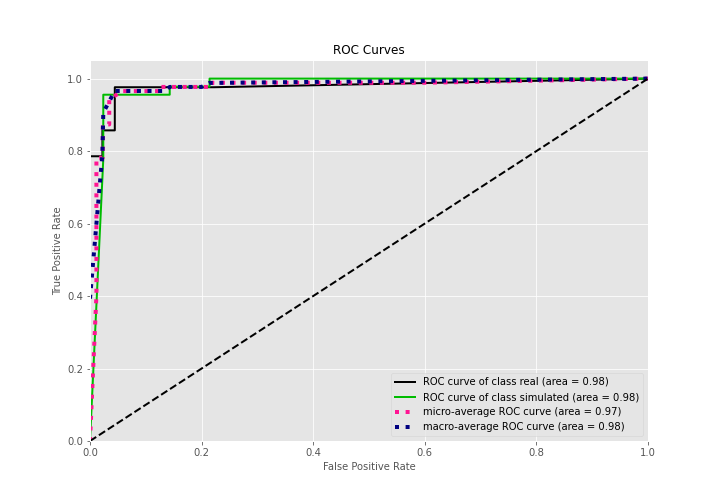 ROC Curves
True Positive Rate
1.0
0.8
0.6
0.4
0.2
0.0
0.0 0.2 0.4 0.6 0.8 1.0
False Positive Rate
ROC curve of class real (area = 0.98)
ROC curve of class simulated (area = 0.98)
micro-average ROC curve (area = 0.97)
macro-average ROC curve (area = 0.98)